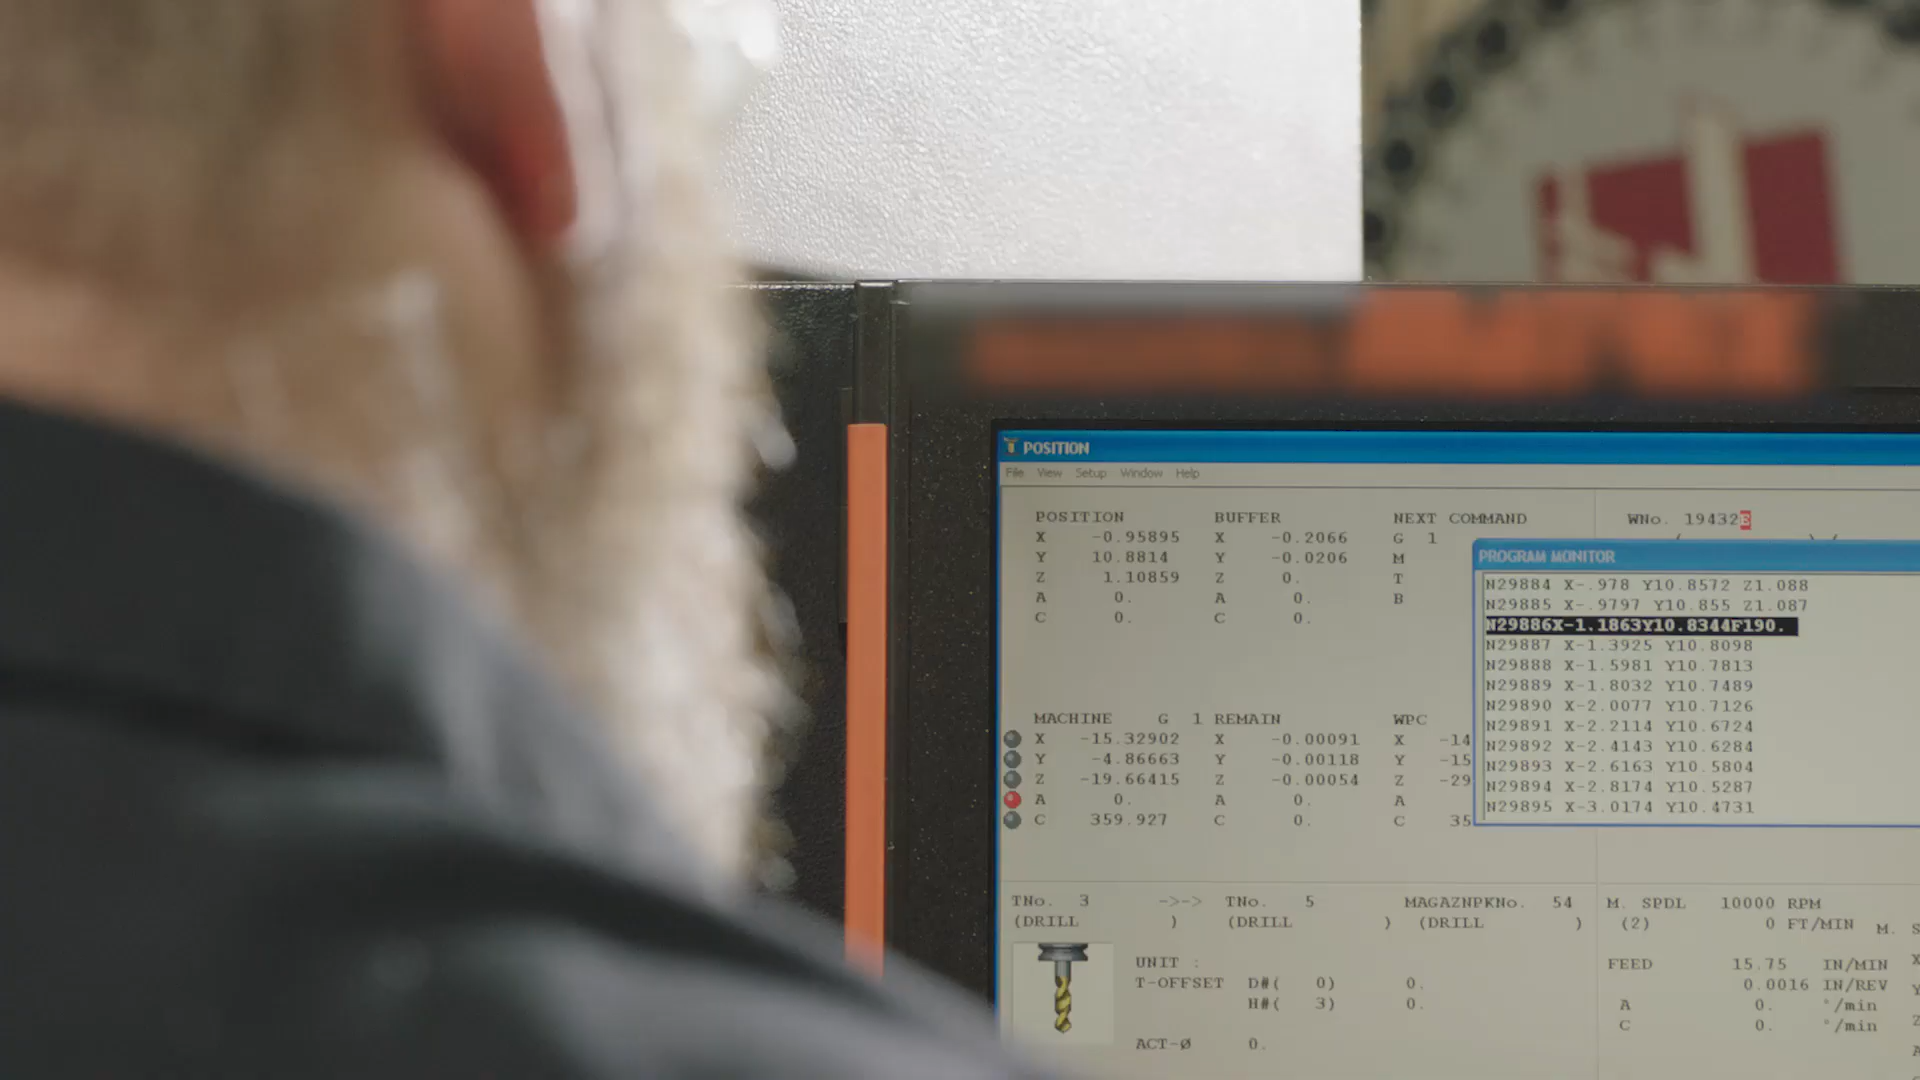 POSITION
File View Setup Window Help
POSITION BUFFER NEXT COMMAND WNo. 19432E
X -0.95895 X -0.2066 G 1
Y 10.8814 Y -0.0206 M
Z 1.10859 Z 0. T
A 0. A 0. B
C 0. C 0.
PROGRAM MONITOR
N29884 X-.978 Y10.8572 Z1.088
N29885 X-.9797 Y10.855 Z1.087
N29886X-1.1863Y10.8344F190.
N29887 X-1.3925 Y10.8098
N29888 X-1.5981 Y10.7813
N29889 X-1.8032 Y10.7489
N29890 X-2.0077 Y10.7126
N29891 X-2.2114 Y10.6724
N29892 X-2.4143 Y10.6284
N29893 X-2.6163 Y10.5804
N29894 X-2.8174 Y10.5287
N29895 X-3.0174 Y10.4731
MACHINE G 1 REMAIN WPC
X -15.32902 X -0.00091 X -14
Y -4.86663 Y -0.00118 Y -15
Z -19.66415 Z -0.00054 Z -29
A 0. A 0. A
C 359.927 C 0. C 35
TNo. 3 ->-> TNo. 5 MAGAZNPKNo. 54 M. SPDL 10000 RPM
(DRILL ) (DRILL ) (DRILL ) (2) 0 FT/MIN M. S
UNIT : FEED 15.75 IN/MIN X
T-OFFSET D#( 0) 0. 0.0016 IN/REV Y
H#( 3) 0. A 0. °/min
C 0. °/min Z
ACT-Ø 0. A